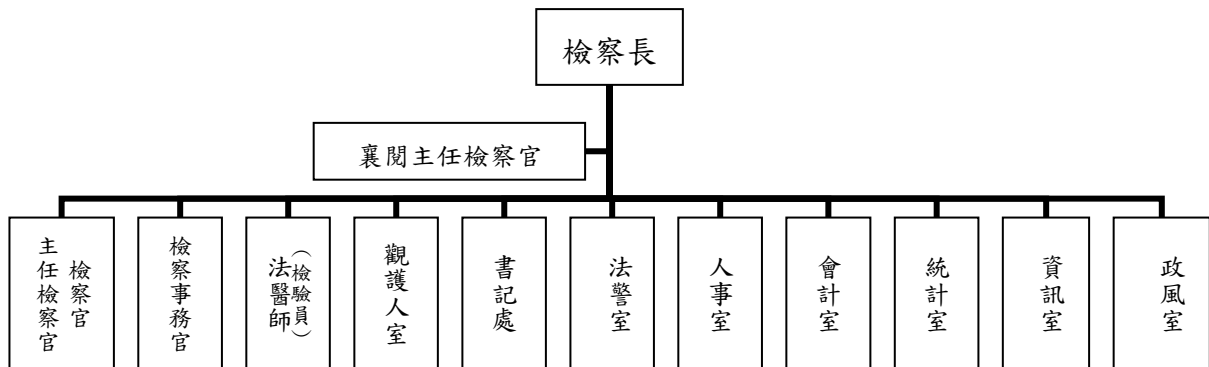 檢察長
襄閱主任檢察官
主任檢察官
檢察官
檢察事務官
法醫師
（檢驗員）
觀護人室
書記處
法警室
人事室
會計室
統計室
資訊室
政風室